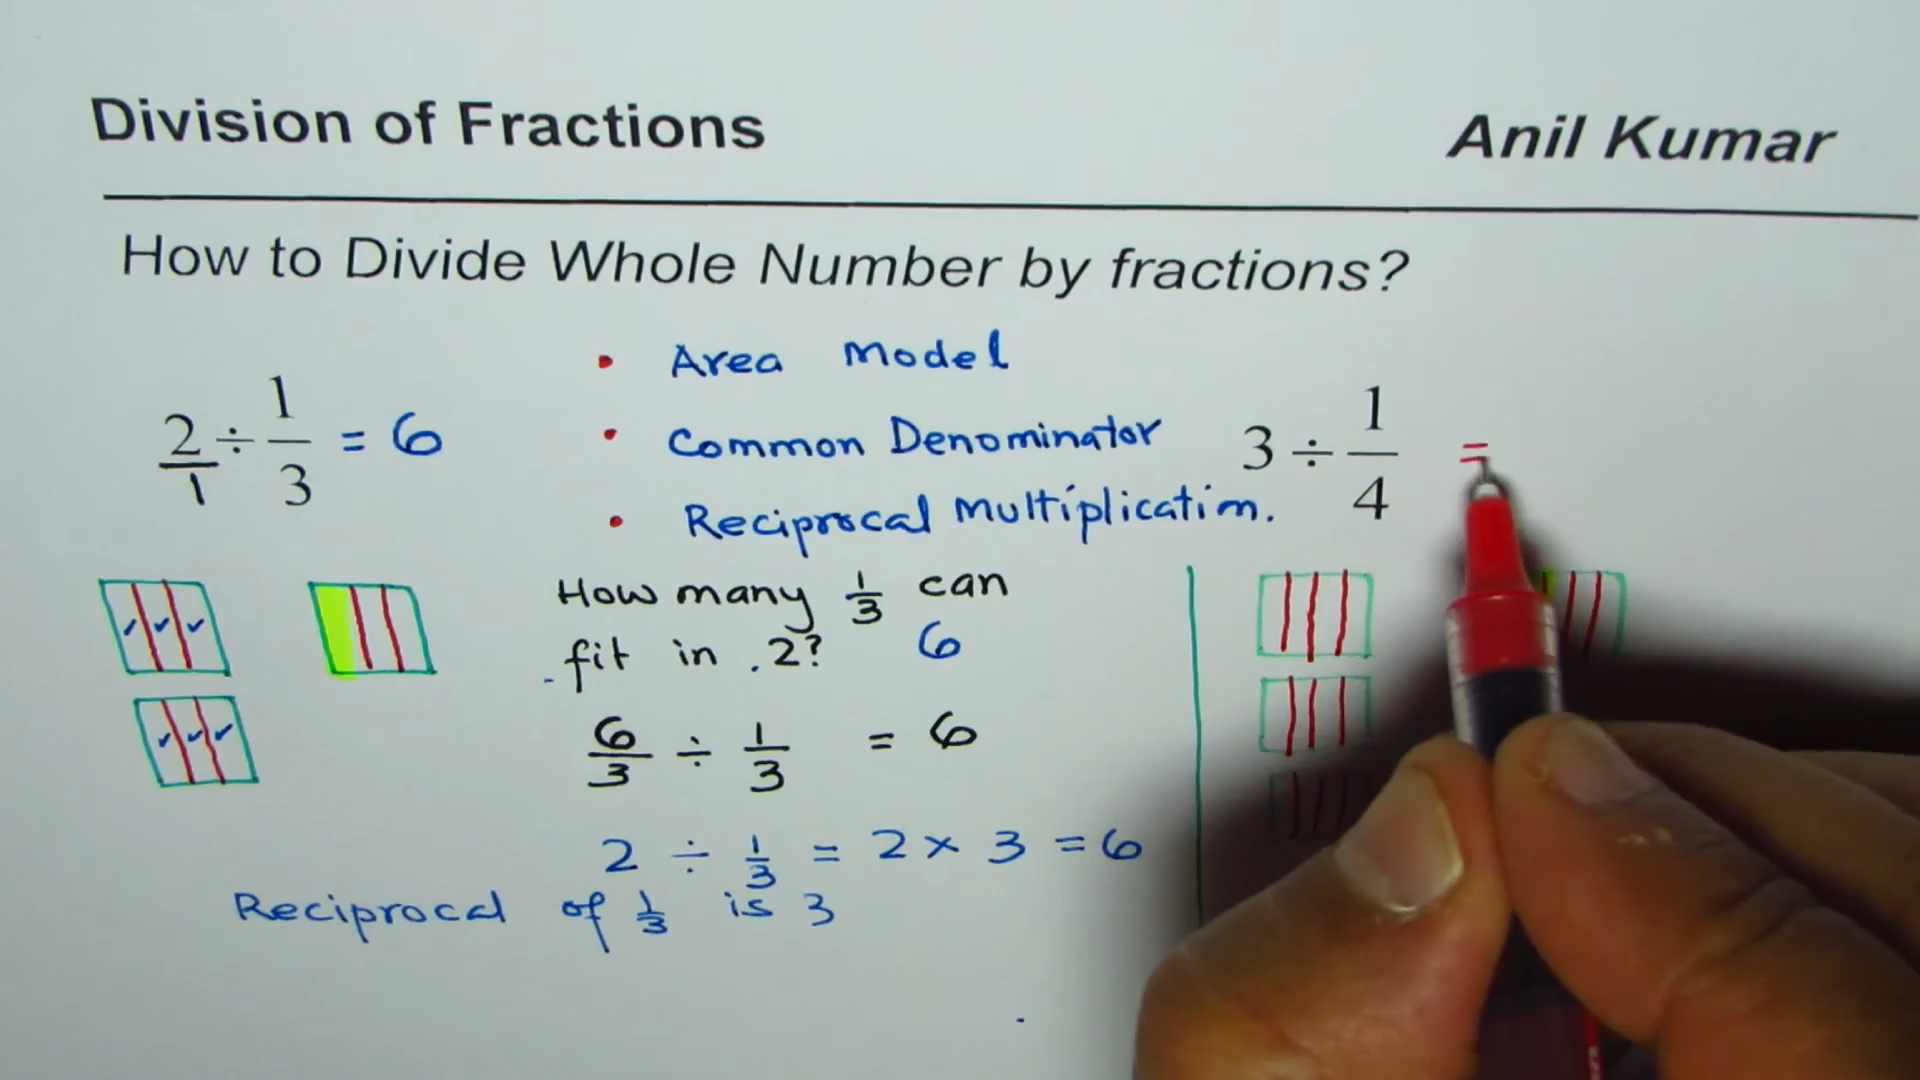 Division of Fractions
Anil Kumar
How to Divide Whole Number by fractions?
2/1 ÷ 1/3 = 6
• Area Model
• Common Denominator
• Reciprocal Multiplication.
3 ÷ 1/4 =
How many 1/3 can
fit in 2? 6
6/3 ÷ 1/3 = 6
2 ÷ 1/3 = 2 × 3 = 6
Reciprocal of 1/3 is 3